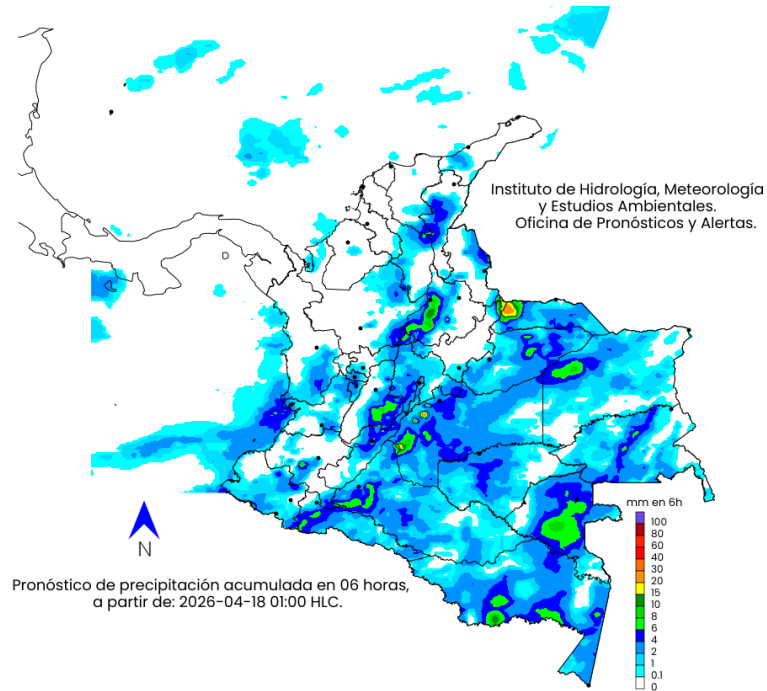 Instituto de Hidrología, Meteorología
y Estudios Ambientales.
Oficina de Pronósticos y Alertas.
N
mm en 6h
100
80
60
40
30
20
15
10
8
6
4
2
1
0.1
0
Pronóstico de precipitación acumulada en 06 horas,
a partir de: 2026-04-18 01:00 HLC.